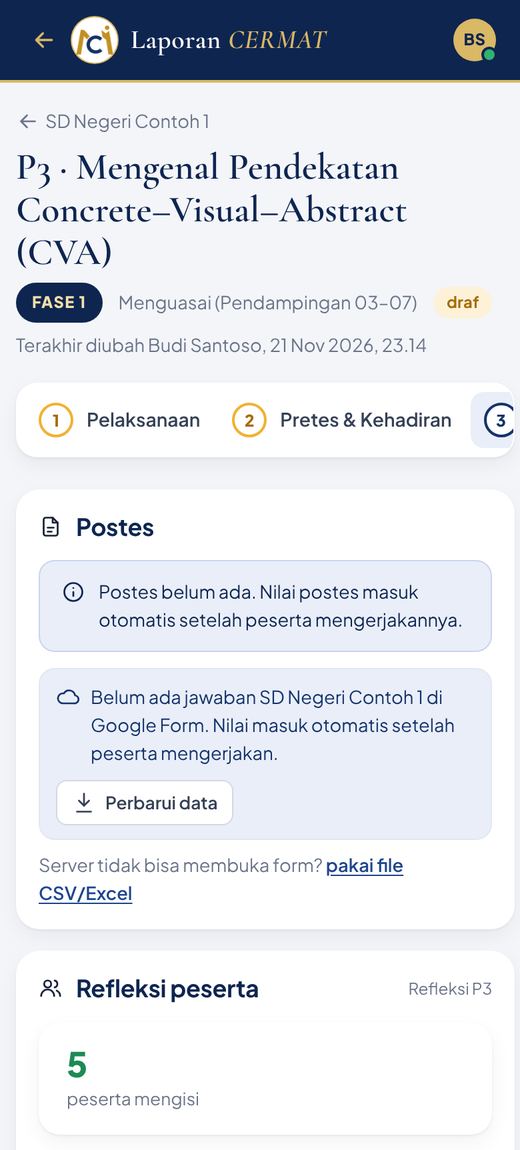 Laporan CERMAT
BS
SD Negeri Contoh 1
P3 · Mengenal Pendekatan
Concrete–Visual–Abstract
(CVA)
FASE 1 Menguasai (Pendampingan 03–07) draf
Terakhir diubah Budi Santoso, 21 Nov 2026, 23.14
1 Pelaksanaan 2 Pretes & Kehadiran 3
Postes
Postes belum ada. Nilai postes masuk
otomatis setelah peserta mengerjakannya.
Belum ada jawaban SD Negeri Contoh 1 di
Google Form. Nilai masuk otomatis setelah
peserta mengerjakan.
Perbarui data
Server tidak bisa membuka form? pakai file
CSV/Excel
Refleksi peserta Refleksi P3
5
peserta mengisi